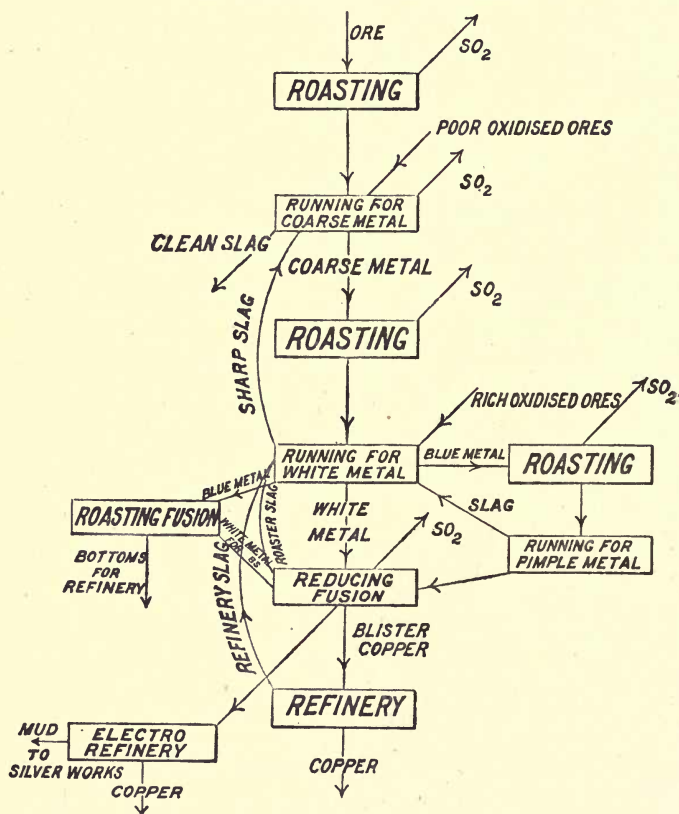 ORE
SO2
ROASTING
POOR OXIDISED ORES
SO2
RUNNING FOR
COARSE METAL
CLEAN SLAG
COARSE METAL
SO2
ROASTING
SHARP SLAG
RICH OXIDISED ORES
SO2.
RUNNING FOR
WHITE METAL
BLUE METAL
ROASTING
BLUE METAL
ROASTER SLAG
WHITE
METAL
SLAG
SO2
ROASTING FUSION
WHITE METAL
FOR BS
BOTTOMS
FOR
REFINERY
REFINERY SLAG
REDUCING
FUSION
RUNNING FOR
PIMPLE METAL
BLISTER
COPPER
REFINERY
MUD
TO
SILVER WORKS
ELECTRO
REFINERY
COPPER
COPPER